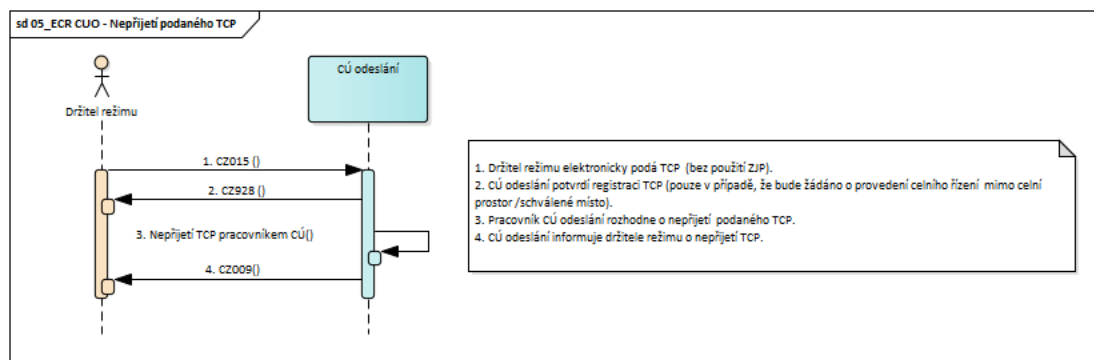 sd 05_ECR CUO - Nepřijetí podaného TCP
Držitel režimu
CÚ odeslání
1. CZ015 ()
2. CZ928 ()
3. Nepřijetí TCP pracovníkem CÚ()
4. CZ009()
1. Držitel režimu elektronicky podá TCP (bez použití ZJP).
2. CÚ odeslání potvrdí registraci TCP (pouze v případě, že bude žádáno o provedení celního řízení mimo celní
prostor /schválené místo).
3. Pracovník CÚ odeslání rozhodne o nepřijetí podaného TCP.
4. CÚ odeslání informuje držitele režimu o nepřijetí TCP.